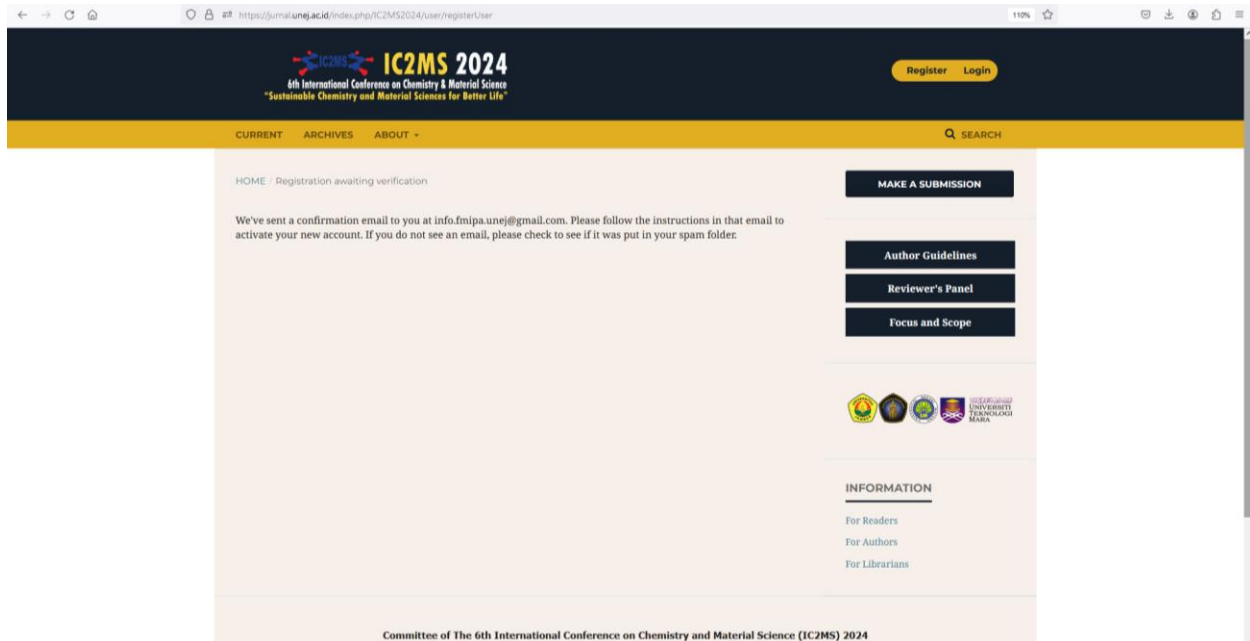 https://jurnal.unej.ac.id/index.php/IC2MS2024/user/registerUser
110%
IC2MS
IC2MS 2024
6th International Conference on Chemistry & Material Science
"Sustainable Chemistry and Material Sciences for Better Life"
Register Login
CURRENT ARCHIVES ABOUT
SEARCH
HOME / Registration awaiting verification
MAKE A SUBMISSION
We've sent a confirmation email to you at info.fmipa.unej@gmail.com. Please follow the instructions in that email to
activate your new account. If you do not see an email, please check to see if it was put in your spam folder.
Author Guidelines
Reviewer's Panel
Focus and Scope
UNIVERSITI
TEKNOLOGI
MARA
INFORMATION
For Readers
For Authors
For Librarians
Committee of The 6th International Conference on Chemistry and Material Science (IC2MS) 2024